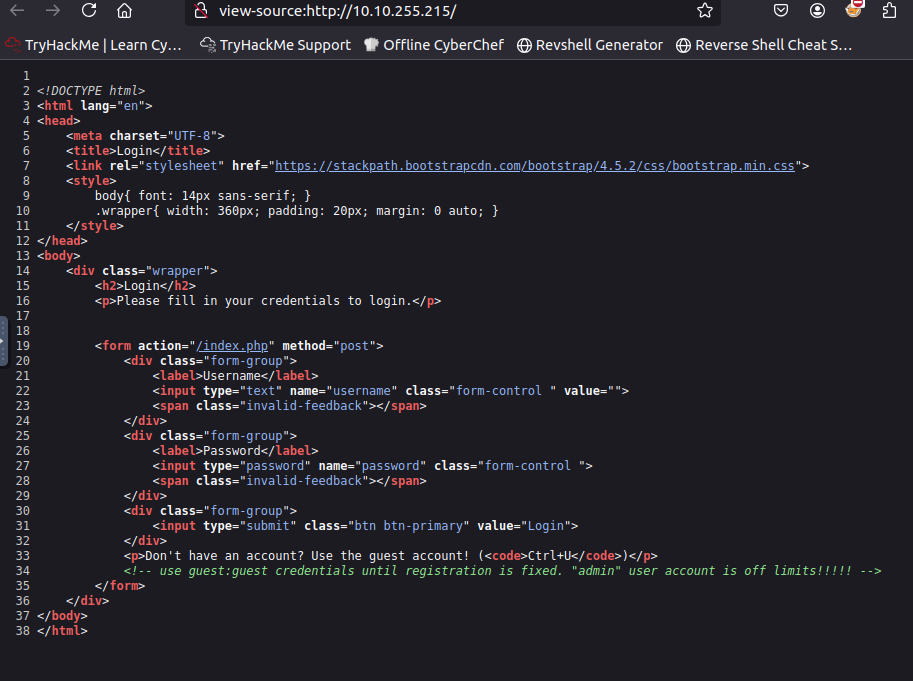 view-source:http://10.10.255.215/
TryHackMe | Learn Cy… TryHackMe Support Offline CyberChef Revshell Generator Reverse Shell Cheat S…
1
2 <!DOCTYPE html>
3 <html lang="en">
4 <head>
5     <meta charset="UTF-8">
6     <title>Login</title>
7     <link rel="stylesheet" href="https://stackpath.bootstrapcdn.com/bootstrap/4.5.2/css/bootstrap.min.css">
8     <style>
9         body{ font: 14px sans-serif; }
10         .wrapper{ width: 360px; padding: 20px; margin: 0 auto; }
11     </style>
12 </head>
13 <body>
14     <div class="wrapper">
15         <h2>Login</h2>
16         <p>Please fill in your credentials to login.</p>
17
18
19         <form action="/index.php" method="post">
20             <div class="form-group">
21                 <label>Username</label>
22                 <input type="text" name="username" class="form-control " value="">
23                 <span class="invalid-feedback"></span>
24             </div>
25             <div class="form-group">
26                 <label>Password</label>
27                 <input type="password" name="password" class="form-control ">
28                 <span class="invalid-feedback"></span>
29             </div>
30             <div class="form-group">
31                 <input type="submit" class="btn btn-primary" value="Login">
32             </div>
33             <p>Don't have an account? Use the guest account! (<code>Ctrl+U</code>)</p>
34             <!-- use guest:guest credentials until registration is fixed. "admin" user account is off limits!!!!! -->
35         </form>
36     </div>
37 </body>
38 </html>